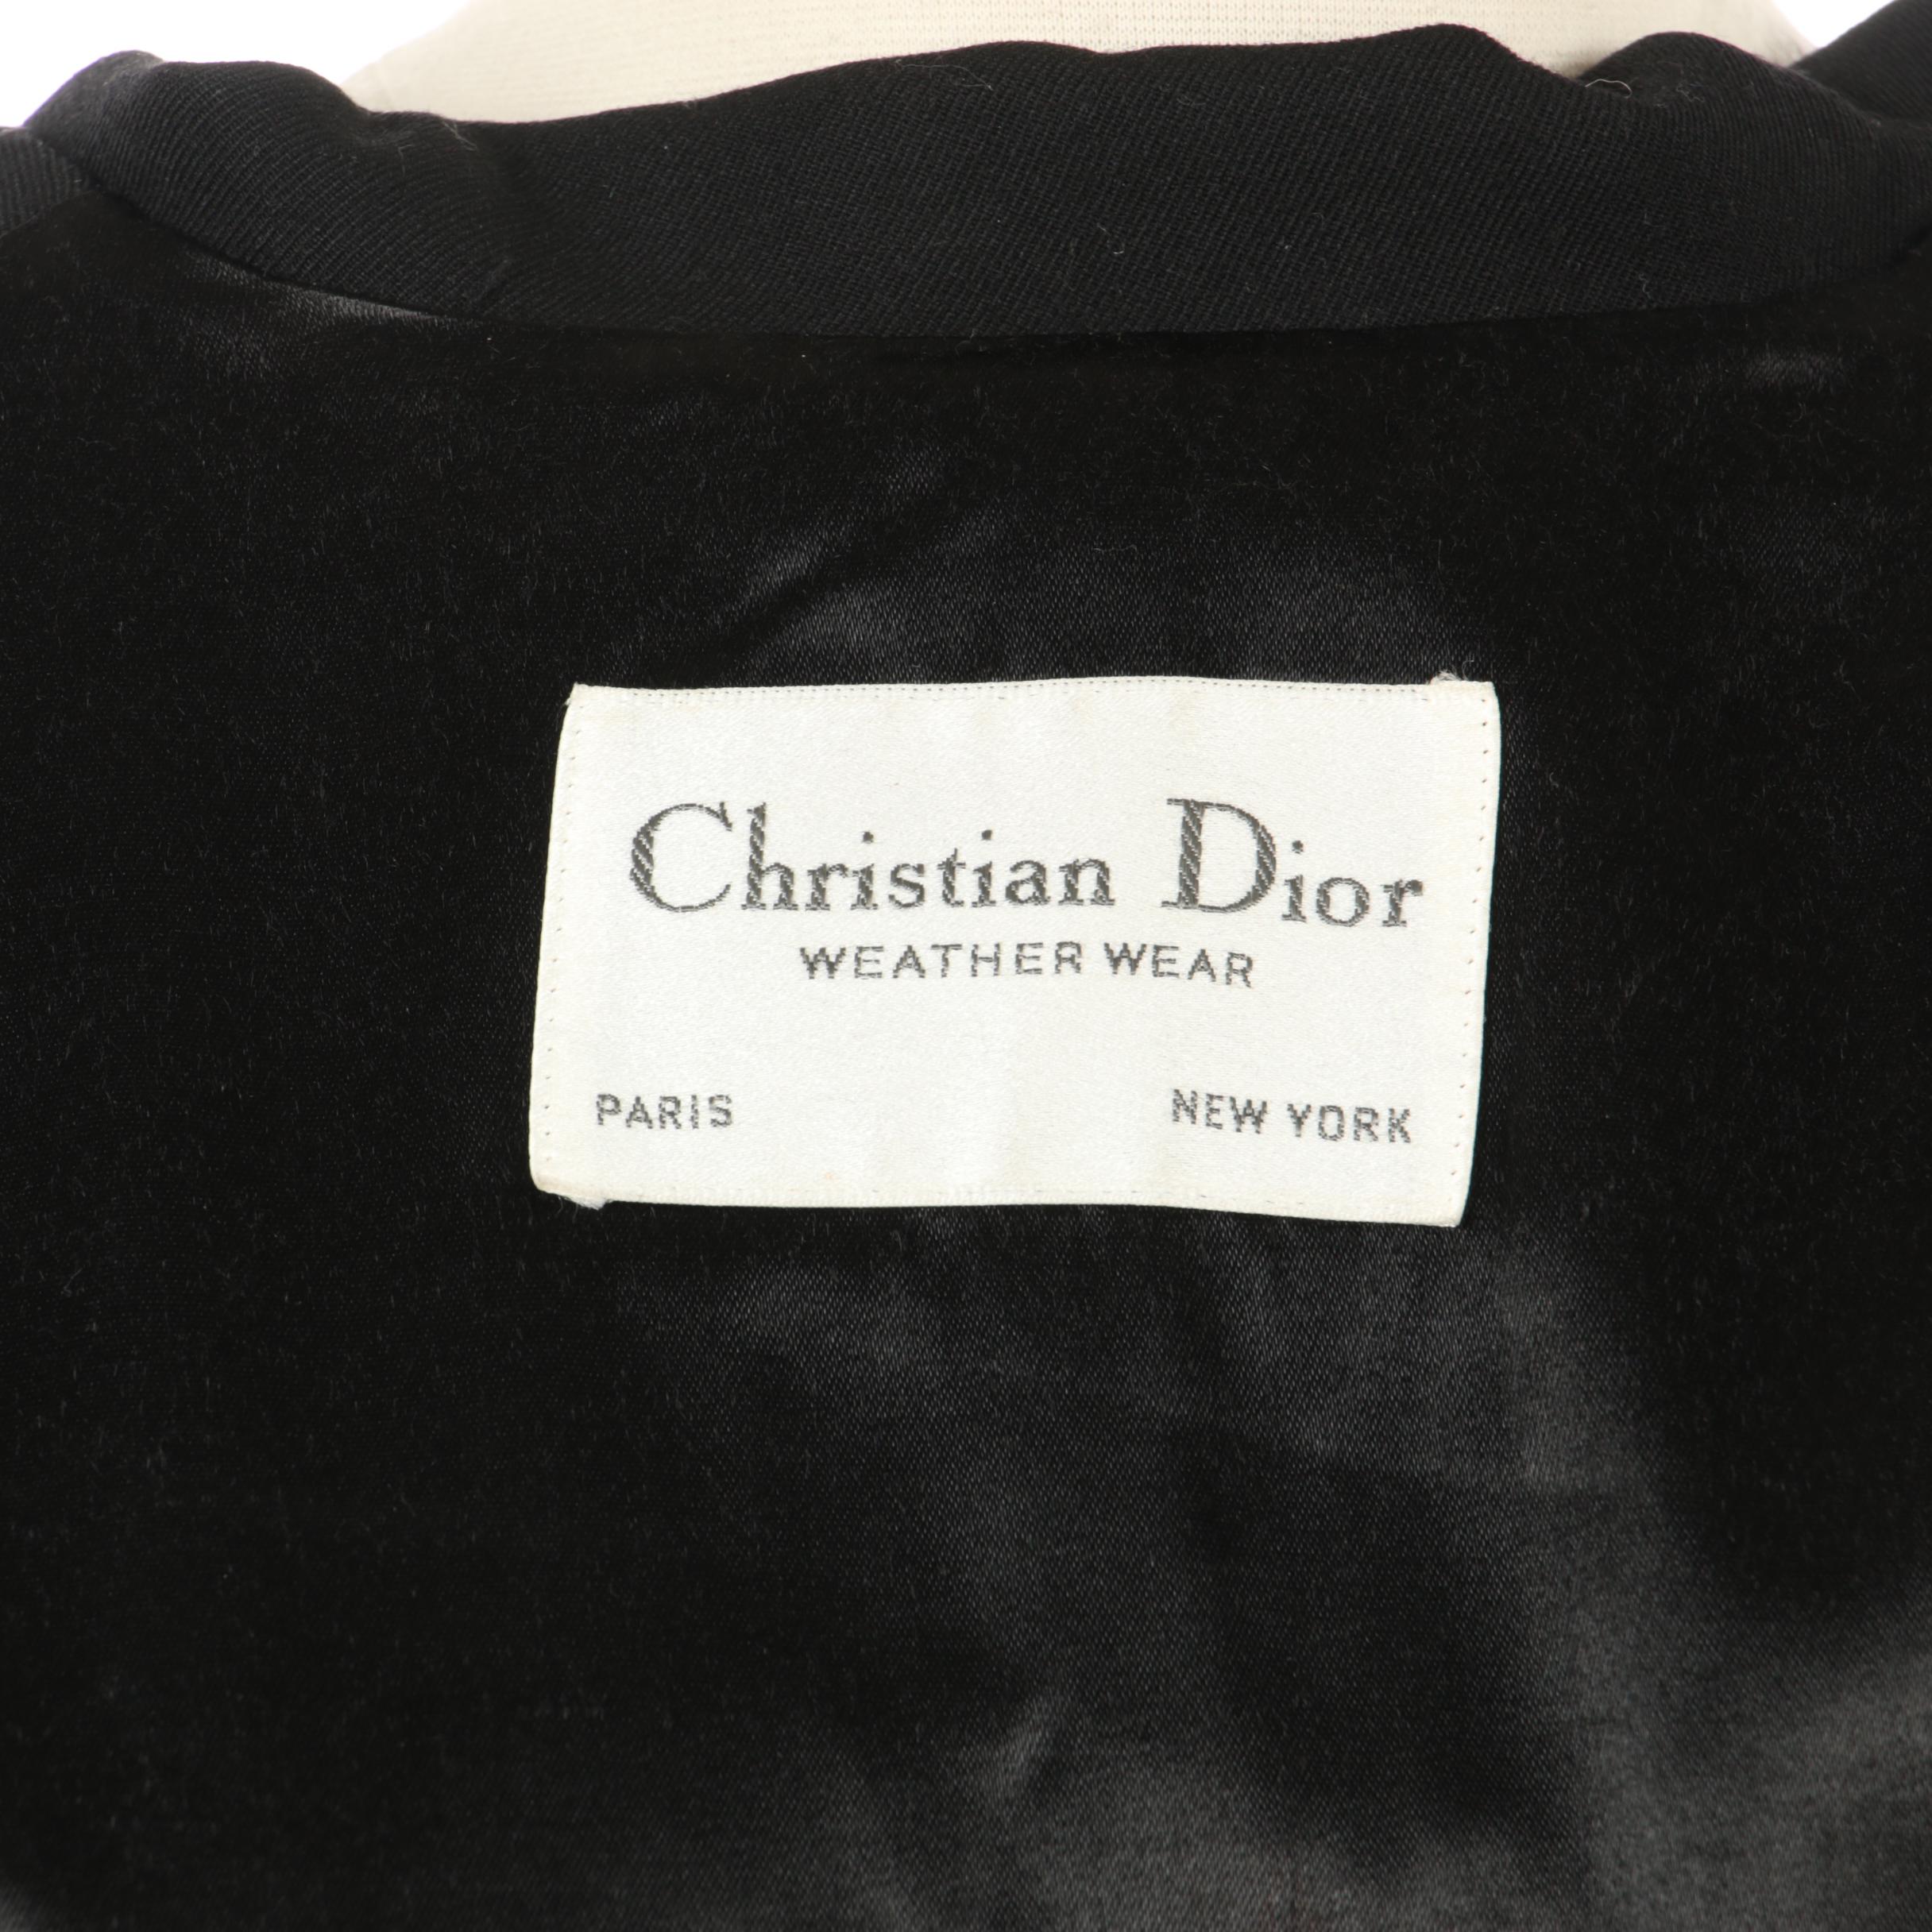 Christian Dior
WEATHER WEAR
PARIS NEW YORK